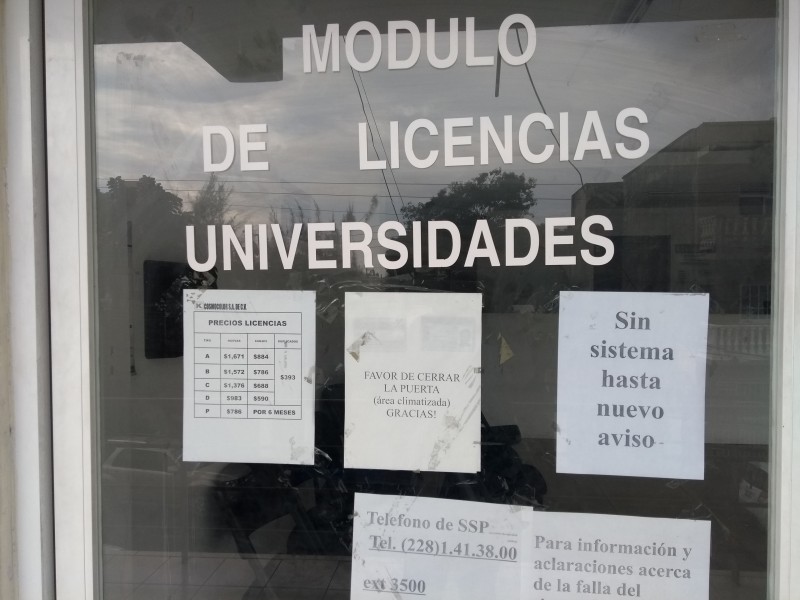 MODULO
DE LICENCIAS
UNIVERSIDADES
PRECIOS LICENCIAS
A $1,671 $884
B $1,572 $786
$393
C $1,376 $688
D $983 $590
P $786 POR 6 MESES
FAVOR DE CERRAR
LA PUERTA
(área climatizada)
GRACIAS!
Sin
sistema
hasta
nuevo
aviso
Telefono de SSP
Tel. (228)1.41.38.00
ext 3500
Para información y
aclaraciones acerca
de la falla del